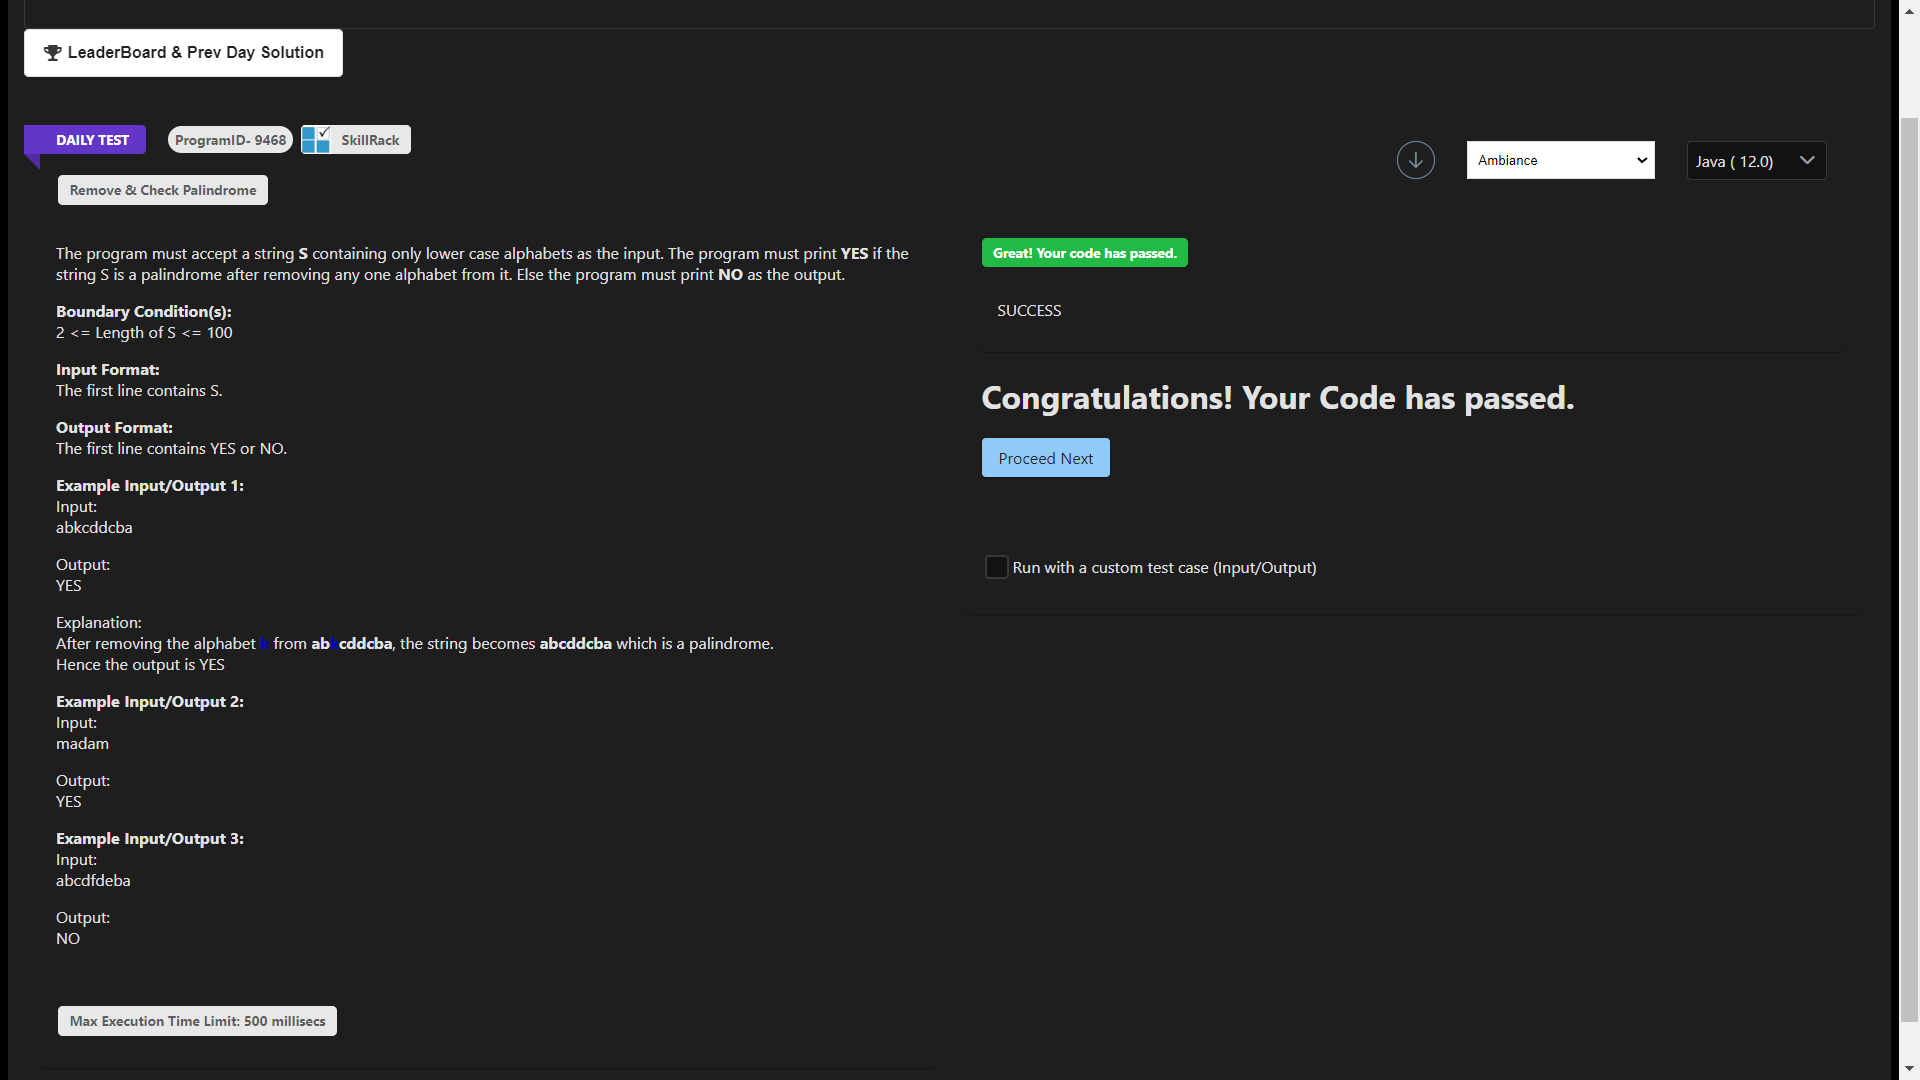 LeaderBoard & Prev Day Solution
DAILY TEST
ProgramID- 9468
SkillRack
Ambiance
Java ( 12.0)
Remove & Check Palindrome
The program must accept a string S containing only lower case alphabets as the input. The program must print YES if the
string S is a palindrome after removing any one alphabet from it. Else the program must print NO as the output.
Boundary Condition(s):
2 <= Length of S <= 100
Input Format:
The first line contains S.
Output Format:
The first line contains YES or NO.
Example Input/Output 1:
Input:
abkcddcba
Output:
YES
Explanation:
After removing the alphabet k from abkcddcba, the string becomes abcddcba which is a palindrome.
Hence the output is YES
Example Input/Output 2:
Input:
madam
Output:
YES
Example Input/Output 3:
Input:
abcdfdeba
Output:
NO
Max Execution Time Limit: 500 millisecs
Great! Your code has passed.
SUCCESS
Congratulations! Your Code has passed.
Proceed Next
Run with a custom test case (Input/Output)